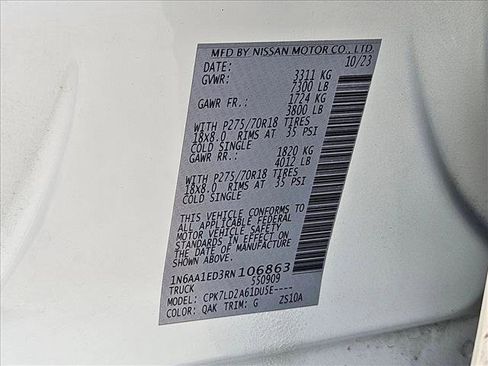 MFD BY NISSAN MOTOR CO., LTD.
DATE: 10/23
GVWR: 3311 KG
7300 LB
GAWR FR.: 1724 KG
3800 LB
WITH P275/70R18 TIRES
18x8.0 RIMS AT 35 PSI
COLD SINGLE
GAWR RR.: 1820 KG
4012 LB
WITH P275/70R18 TIRES
18x8.0 RIMS AT 35 PSI
COLD SINGLE
THIS VEHICLE CONFORMS TO
ALL APPLICABLE FEDERAL
MOTOR VEHICLE SAFETY
STANDARDS IN EFFECT ON
THE DATE OF MANUFACTURE
SHOWN ABOVE.
1N6AA1ED3RN106863
TRUCK 550909
MODEL: CPK7LD2A61DU5E----
COLOR: QAK TRIM: G ZS10A